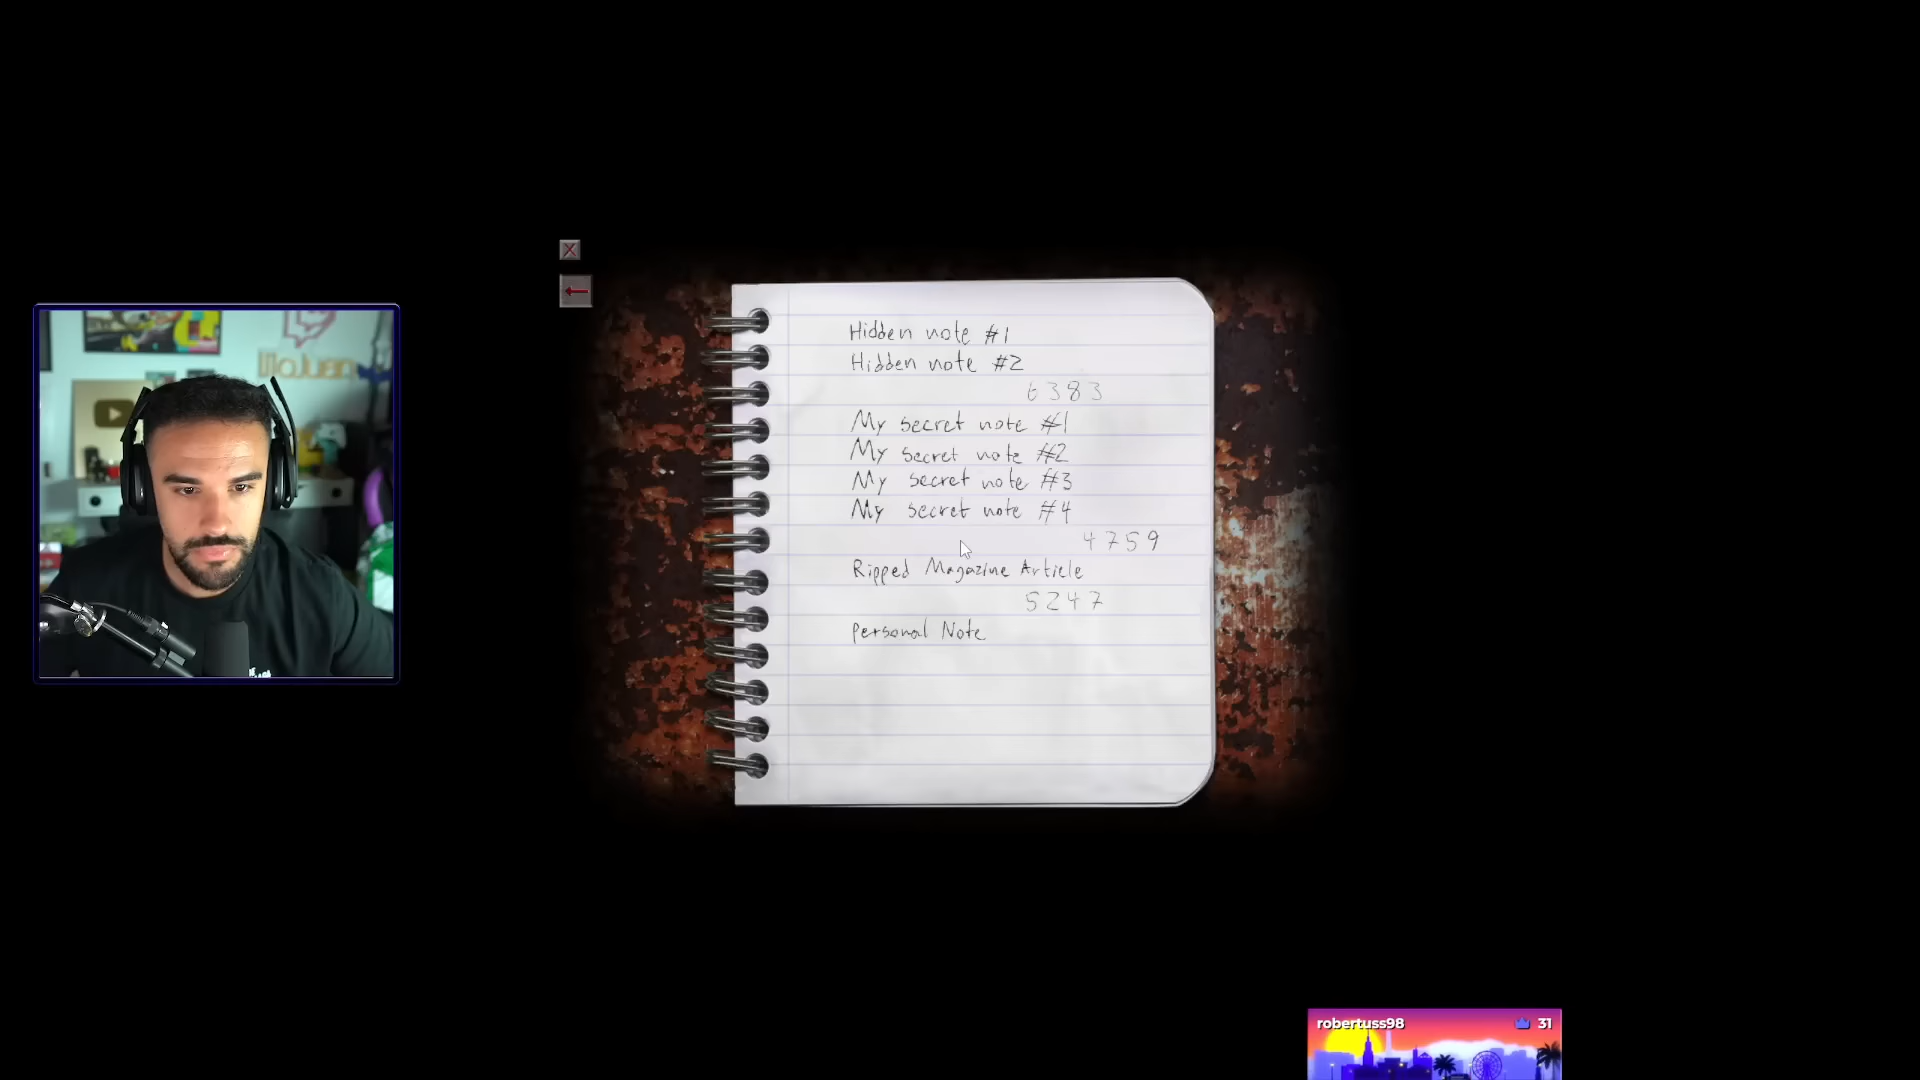 Hidden note #1
Hidden note #2
6383
My secret note #1
My secret note #2
My secret note #3
My secret note #4
4759
Ripped Magazine Article
5247
Personal Note
robertuss98 31